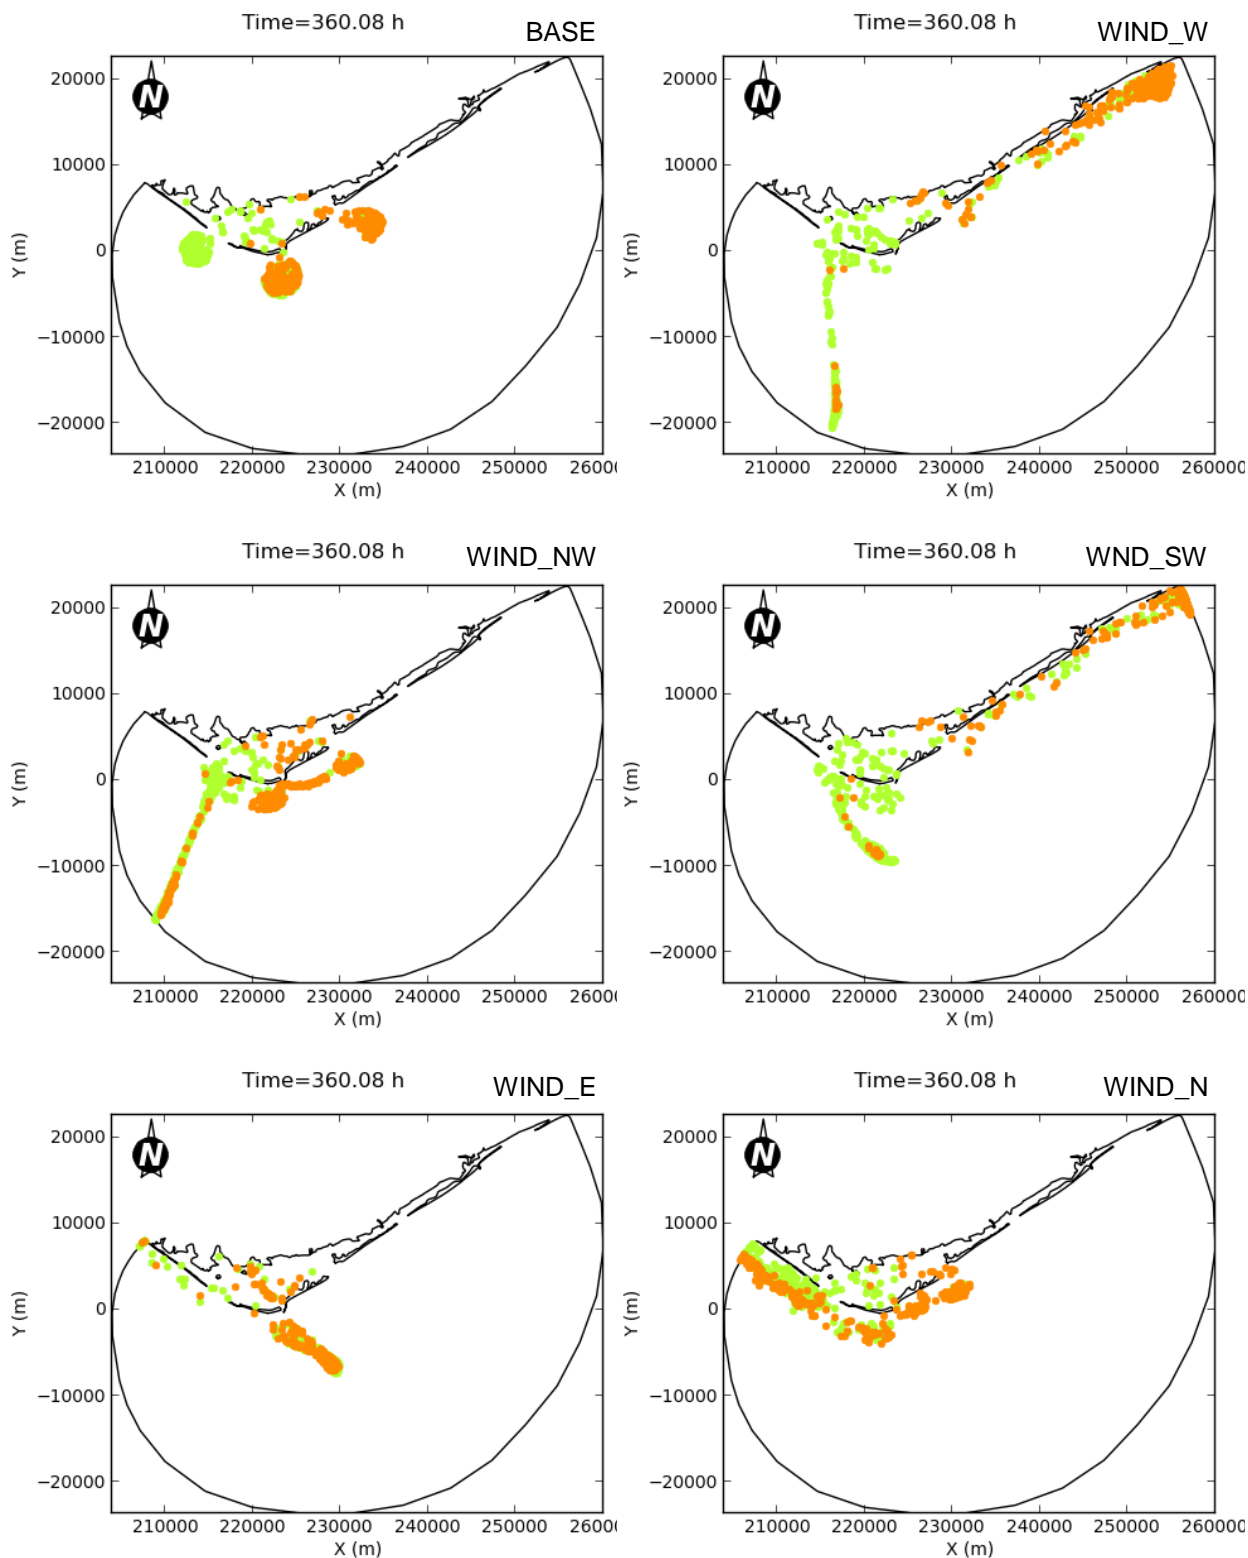 Time=360.08 h BASE
N
20000
10000
0
−10000
−20000
Y (m)
210000 220000 230000 240000 250000 26000(
X (m)
Time=360.08 h WIND_W
N
20000
10000
0
−10000
−20000
Y (m)
210000 220000 230000 240000 250000 260000
X (m)
Time=360.08 h WIND_NW
N
20000
10000
0
−10000
−20000
Y (m)
210000 220000 230000 240000 250000 26000(
X (m)
Time=360.08 h WND_SW
N
20000
10000
0
−10000
−20000
Y (m)
210000 220000 230000 240000 250000 260000
X (m)
Time=360.08 h WIND_E
N
20000
10000
0
−10000
−20000
Y (m)
210000 220000 230000 240000 250000 26000(
X (m)
Time=360.08 h WIND_N
N
20000
10000
0
−10000
−20000
Y (m)
210000 220000 230000 240000 250000 260000
X (m)